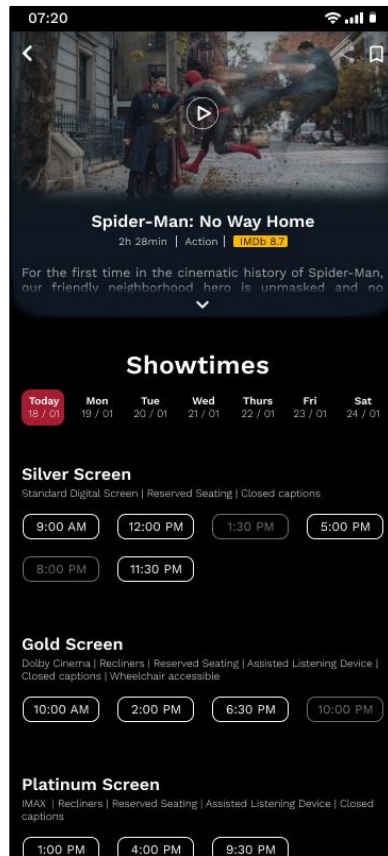 07:20
Spider-Man: No Way Home
2h 28min | Action | IMDb 8.7
For the first time in the cinematic history of Spider-Man,
our friendly neighborhood hero is unmasked and no
Showtimes
Today Mon Tue Wed Thurs Fri Sat
18 / 01 19 / 01 20 / 01 21 / 01 22 / 01 23 / 01 24 / 01
Silver Screen
Standard Digital Screen | Reserved Seating | Closed captions
9:00 AM 12:00 PM 1:30 PM 5:00 PM
8:00 PM 11:30 PM
Gold Screen
Dolby Cinema | Recliners | Reserved Seating | Assisted Listening Device |
Closed captions | Wheelchair accessible
10:00 AM 2:00 PM 6:30 PM 10:00 PM
Platinum Screen
IMAX | Recliners | Reserved Seating | Assisted Listening Device | Closed
captions
1:00 PM 4:00 PM 9:30 PM